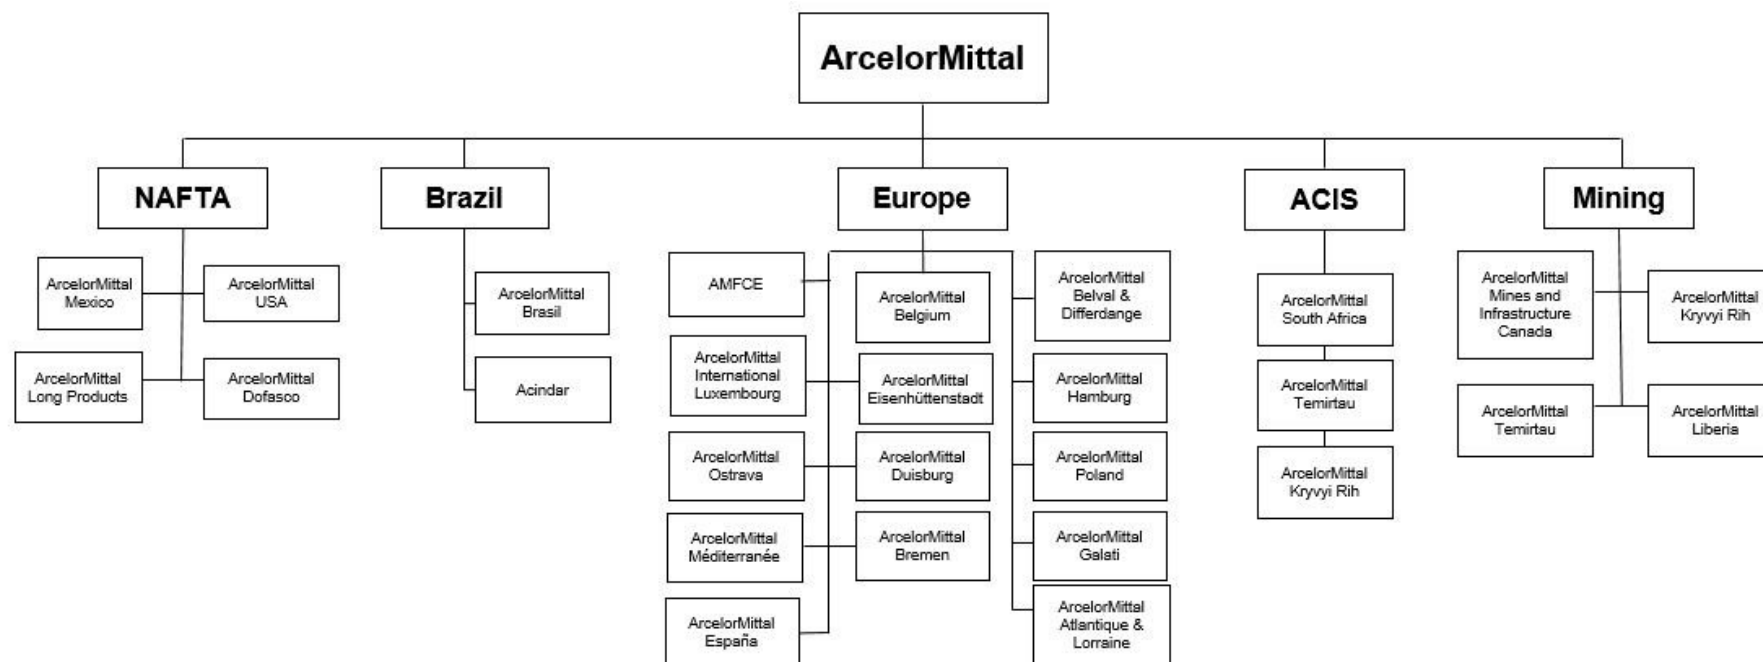 ArcelorMittal
NAFTA
Brazil
Europe
ACIS
Mining
ArcelorMittal
Mexico
ArcelorMittal
USA
ArcelorMittal
Long Products
ArcelorMittal
Dofasco
ArcelorMittal
Brasil
Acindar
AMFCE
ArcelorMittal
Belgium
ArcelorMittal
Belval &
Differdange
ArcelorMittal
International
Luxembourg
ArcelorMittal
Eisenhüttenstadt
ArcelorMittal
Hamburg
ArcelorMittal
Ostrava
ArcelorMittal
Duisburg
ArcelorMittal
Poland
ArcelorMittal
Méditerranée
ArcelorMittal
Bremen
ArcelorMittal
Galati
ArcelorMittal
España
ArcelorMittal
Atlantique &
Lorraine
ArcelorMittal
South Africa
ArcelorMittal
Temirtau
ArcelorMittal
Kryvyi Rih
ArcelorMittal
Mines and
Infrastructure
Canada
ArcelorMittal
Kryvyi Rih
ArcelorMittal
Temirtau
ArcelorMittal
Liberia